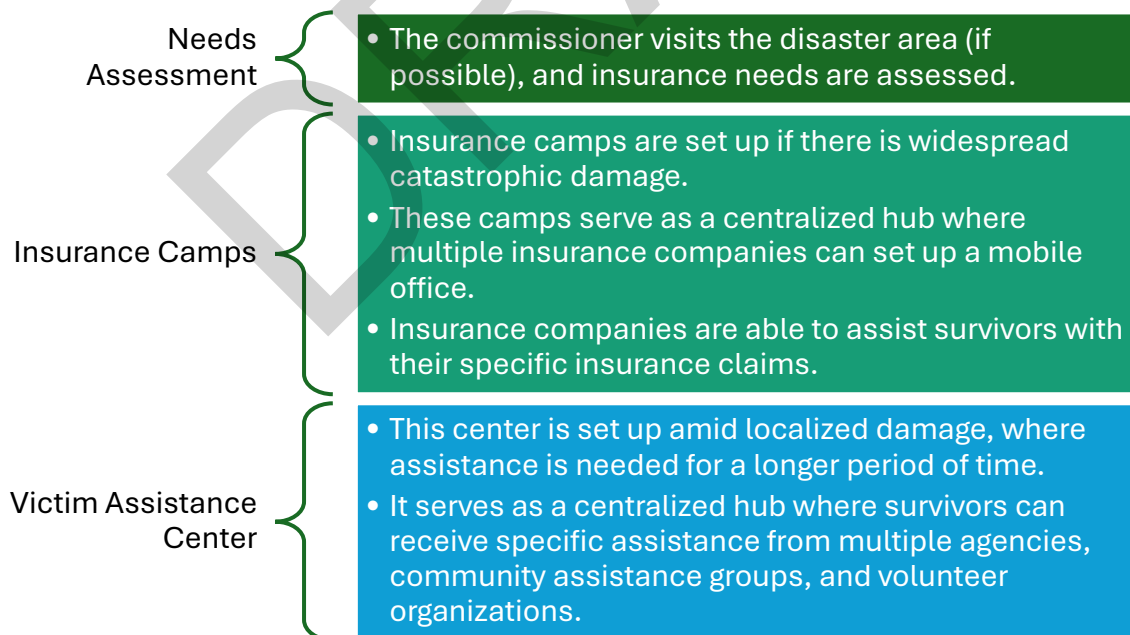 Needs
Assessment
• The commissioner visits the disaster area (if
possible), and insurance needs are assessed.
Insurance Camps
• Insurance camps are set up if there is widespread
catastrophic damage.
• These camps serve as a centralized hub where
multiple insurance companies can set up a mobile
office.
• Insurance companies are able to assist survivors with
their specific insurance claims.
Victim Assistance
Center
• This center is set up amid localized damage, where
assistance is needed for a longer period of time.
• It serves as a centralized hub where survivors can
receive specific assistance from multiple agencies,
community assistance groups, and volunteer
organizations.